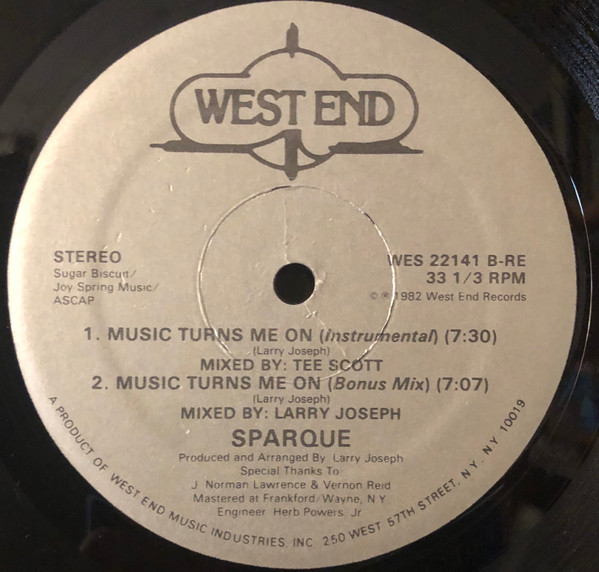 WEST END
STEREO
Sugar Biscuit/
Joy Spring Music/
ASCAP
WES 22141 B-RE
33 1/3 RPM
© ℗ 1982 West End Records
1. MUSIC TURNS ME ON (Instrumental) (7:30)
(Larry Joseph)
MIXED BY: TEE SCOTT
2. MUSIC TURNS ME ON (Bonus Mix) (7:07)
(Larry Joseph)
MIXED BY: LARRY JOSEPH
SPARQUE
Produced and Arranged By Larry Joseph
Special Thanks To
J Norman Lawrence & Vernon Reid
Mastered at Frankford/Wayne, N Y
Engineer Herb Powers, Jr
A PRODUCT OF WEST END MUSIC INDUSTRIES, INC 250 WEST 57TH STREET, N.Y. NY 10019